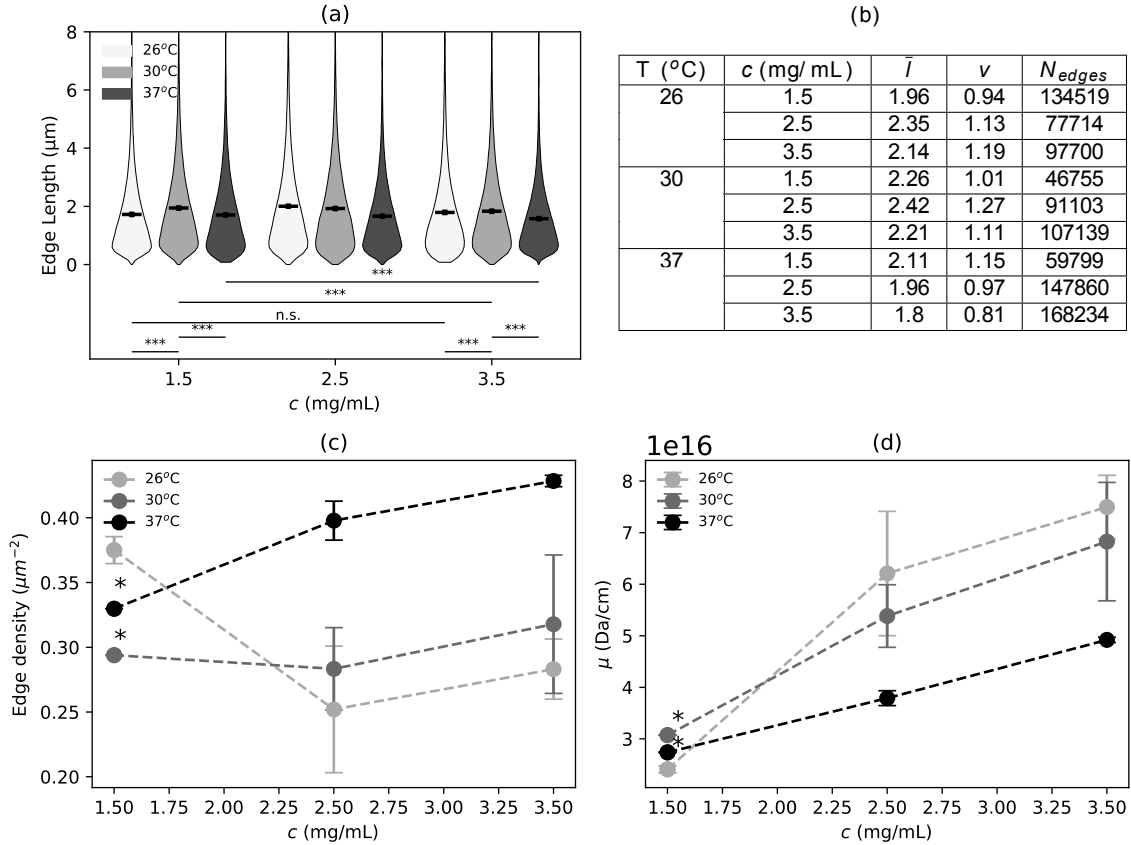 (a)
8
6
4
2
0
Edge Length (μm)
26°C
30°C
37°C
***
***
n.s.
***
***
***
***
1.5
2.5
3.5
c (mg/mL)
(b)
T (°C) c (mg/ mL) l̄ v N_edges
26 1.5 1.96 0.94 134519
2.5 2.35 1.13 77714
3.5 2.14 1.19 97700
30 1.5 2.26 1.01 46755
2.5 2.42 1.27 91103
3.5 2.21 1.11 107139
37 1.5 2.11 1.15 59799
2.5 1.96 0.97 147860
3.5 1.8 0.81 168234
(c)
26°C
30°C
37°C
0.40
0.35
0.30
0.25
0.20
Edge density (μm⁻²)
*
*
1.50 1.75 2.00 2.25 2.50 2.75 3.00 3.25 3.50
c (mg/mL)
(d)
1e16
26°C
30°C
37°C
8
7
6
5
4
3
μ (Da/cm)
*
*
1.50 1.75 2.00 2.25 2.50 2.75 3.00 3.25 3.50
c (mg/mL)